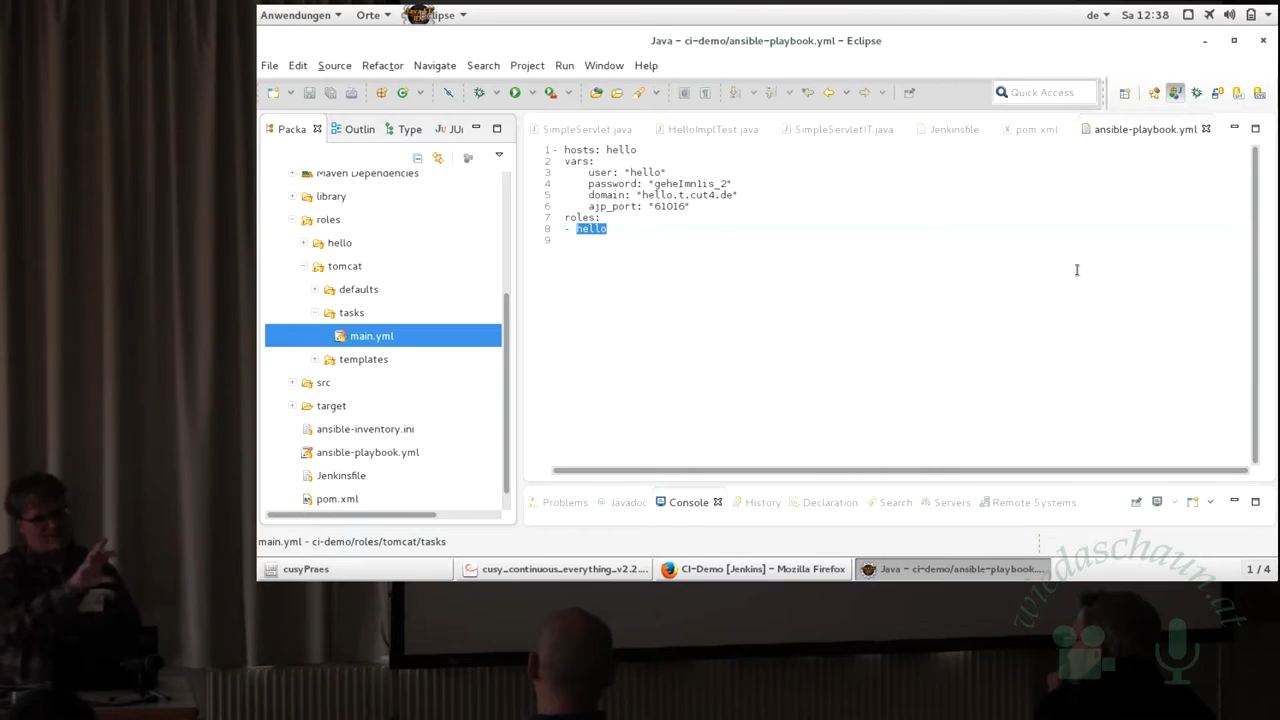 Anwendungen Orte Eclipse de Sa 12:38
Java – ci-demo/ansible-playbook.yml – Eclipse
File Edit Source Refactor Navigate Search Project Run Window Help
Quick Access
Packa Outlin Type JUn
SimpleServlet.java HelloImplTest.java SimpleServletIT.java Jenkinsfile pom.xml ansible-playbook.yml
1 - hosts: hello
2 vars:
3 user: "hello"
4 password: "geheImn1is_2"
5 domain: "hello.t.cut4.de"
6 ajp_port: "61016"
7 roles:
8 - hello
9
Maven Dependencies
library
roles
hello
tomcat
defaults
tasks
main.yml
templates
src
target
ansible-inventory.ini
ansible-playbook.yml
Jenkinsfile
pom.xml
Problems Javadoc Console History Declaration Search Servers Remote Systems
main.yml - ci-demo/roles/tomcat/tasks
cusyPraes cusy_continuous_everything_v2.2.... CI-Demo [Jenkins] – Mozilla Firefox Java – ci-demo/ansible-playbook.... 1 / 4
wiedaschaun.at